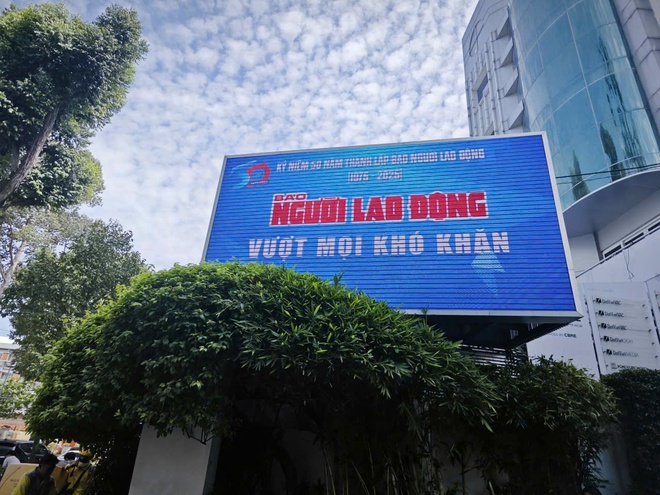 KỶ NIỆM 50 NĂM THÀNH LẬP BÁO NGƯỜI LAO ĐỘNG
(1975 - 2025)
BÁO
NGƯỜI LAO ĐỘNG
VƯỢT MỌI KHÓ KHĂN